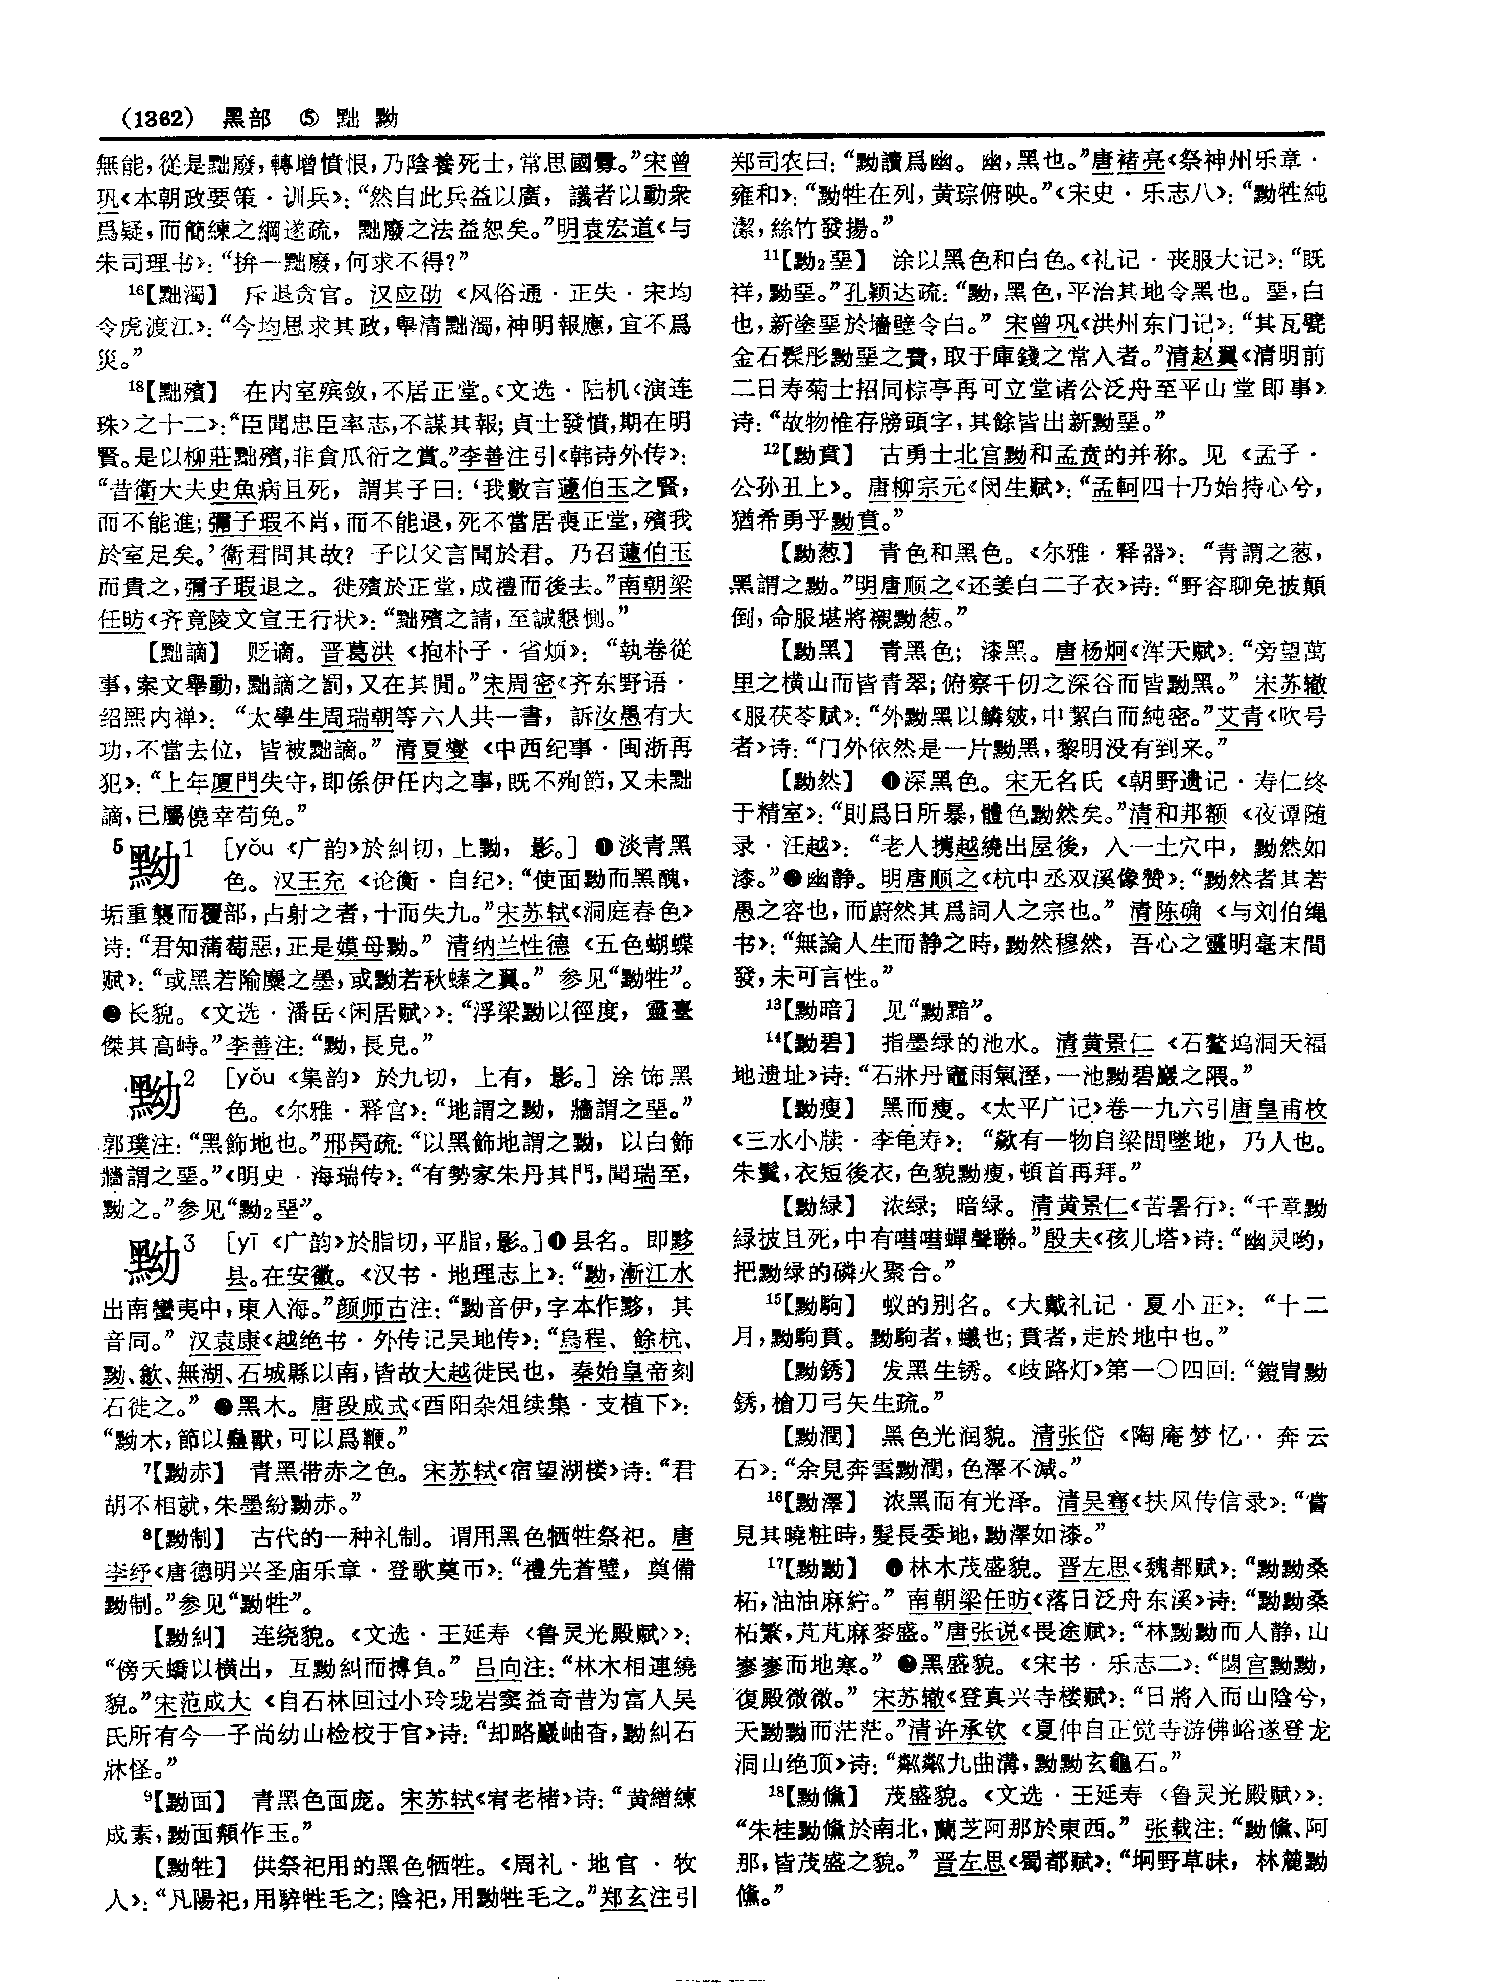 （1362） 黑部 ⑤ 黜 黝
無能，從是黜廢，轉增憤恨，乃陰養死士，常思國釁。”宋曾
巩《本朝政要策·训兵》：“然自此兵益以廣，議者以動衆
爲疑，而簡練之綱遂疏，黜廢之法益恕矣。”明袁宏道《与
朱司理书》：“拚一黜廢，何求不得？”
16【黜濁】 斥退贪官。汉应劭《风俗通·正失·宋均
令虎渡江》：“今均思求其政，舉清黜濁，神明報應，宜不爲
災。”
18【黜殯】 在内室殡敛，不居正堂。《文选·陆机〈演连
珠〉之十二》：“臣聞忠臣率志，不謀其報；貞士發憤，期在明
賢。是以柳莊黜殯，非貪瓜衍之賞。”李善注引《韩诗外传》：
“昔衛大夫史魚病且死，謂其子曰：‘我數言蘧伯玉之賢，
而不能進；彌子瑕不肖，而不能退，死不當居喪正堂，殯我
於室足矣。’衛君問其故？子以父言聞於君。乃召蘧伯玉
而貴之，彌子瑕退之。徙殯於正堂，成禮而後去。”南朝梁
任昉《齐竟陵文宣王行状》：“黜殯之請，至誠懇惻。”
【黜謫】 贬谪。晋葛洪《抱朴子·省烦》：“執卷從
事，案文舉動，黜謫之罰，又在其間。”宋周密《齐东野语·
绍熙内禅》：“太學生周瑞朝等六人共一書，訴汝愚有大
功，不當去位，皆被黜謫。”清夏燮《中西纪事·闽浙再
犯》：“上年厦門失守，即係伊任内之事，既不殉節，又未黜
謫，已屬僥幸苟免。”
5 黝1 ［yǒu 《广韵》於糾切，上黝，影。］❶淡青黑
色。汉王充《论衡·自纪》：“使面黝而黑醜，
垢重襲而覆部，占射之者，十而失九。”宋苏轼《洞庭春色》
诗：“君知蒲萄惡，正是嫫母黝。”清纳兰性德《五色蝴蝶
赋》：“或黑若隃麋之墨，或黝若秋螓之翼。”参见“黝牲”。
❷长貌。《文选·潘岳〈闲居赋〉》：“浮梁黝以徑度，靈臺
傑其高峙。”李善注：“黝，長皃。”
黝2 ［yǒu 《集韵》於九切，上有，影。］涂饰黑
色。《尔雅·释宫》：“地謂之黝，牆謂之堊。”
郭璞注：“黑飾地也。”邢昺疏：“以黑飾地謂之黝，以白飾
牆謂之堊。”《明史·海瑞传》：“有勢家朱丹其門，聞瑞至，
黝之。”参见“黝2堊”。
黝3 ［yī 《广韵》於脂切，平脂，影。］❶县名。即黟
县。在安徽。《汉书·地理志上》：“黝，漸江水
出南蠻夷中，東入海。”颜师古注：“黝音伊，字本作黟，其
音同。”汉袁康《越绝书·外传记吴地传》：“烏程、餘杭、
黝、歙、無湖、石城縣以南，皆故大越徙民也，秦始皇帝刻
石徙之。”❷黑木。唐段成式《酉阳杂俎续集·支植下》：
“黝木，節以蠱獸，可以爲鞭。”
7【黝赤】 青黑带赤之色。宋苏轼《宿望湖楼》诗：“君
胡不相就，朱墨紛黝赤。”
8【黝制】 古代的一种礼制。谓用黑色牺牲祭祀。唐
李纾《唐德明兴圣庙乐章·登歌奠币》：“禮先蒼璧，奠備
黝制。”参见“黝牲”。
【黝糾】 连绕貌。《文选·王延寿〈鲁灵光殿赋〉》：
“傍夭蟜以横出，互黝糾而搏負。”吕向注：“林木相連繞
貌。”宋范成大《自石林回过小玲珑岩窦益奇昔为富人吴
氏所有今一子尚幼山检校于官》诗：“却略巖岫杳，黝糾石
牀怪。”
9【黝面】 青黑色面庞。宋苏轼《宥老楮》诗：“黄繒練
成素，黝面頮作玉。”
【黝牲】 供祭祀用的黑色牺牲。《周礼·地官·牧
人》：“凡陽祀，用騂牲毛之；陰祀，用黝牲毛之。”郑玄注引
郑司农曰：“黝讀爲幽。幽，黑也。”唐褚亮《祭神州乐章·
雍和》：“黝牲在列，黄琮俯映。”《宋史·乐志八》：“黝牲純
潔，絲竹發揚。”
11【黝2堊】 涂以黑色和白色。《礼记·丧服大记》：“既
祥，黝堊。”孔颖达疏：“黝，黑色，平治其地令黑也。堊，白
也，新塗堊於墙壁令白。”宋曾巩《洪州东门记》：“其瓦甓
金石髹彤黝堊之費，取于庫錢之常入者。”清赵翼《清明前
二日寿菊士招同棕亭再可立堂诸公泛舟至平山堂即事》
诗：“故物惟存牓頭字，其餘皆出新黝堊。”
12【黝賁】 古勇士北宫黝和孟贲的并称。见《孟子·
公孙丑上》。唐柳宗元《闵生赋》：“孟軻四十乃始持心兮，
猶希勇乎黝賁。”
【黝葱】 青色和黑色。《尔雅·释器》：“青謂之葱，
黑謂之黝。”明唐顺之《还姜白二子衣》诗：“野容聊免披顛
倒，命服堪將襯黝葱。”
【黝黑】 青黑色；漆黑。唐杨炯《浑天赋》：“旁望萬
里之横山而皆青翠；俯察千仞之深谷而皆黝黑。”宋苏辙
《服茯苓赋》：“外黝黑以鱗皴，中絜白而純密。”艾青《吹号
者》诗：“门外依然是一片黝黑，黎明没有到来。”
【黝然】 ❶深黑色。宋无名氏《朝野遗记·寿仁终
于精室》：“則爲日所暴，體色黝然矣。”清和邦额《夜谭随
录·汪越》：“老人攜越繞出屋後，入一土穴中，黝然如
漆。”❷幽静。明唐顺之《杭中丞双溪像赞》：“黝然者其若
愚之容也，而蔚然其爲詞人之宗也。”清陈确《与刘伯绳
书》：“無論人生而静之時，黝然穆然，吾心之靈明毫末間
發，未可言性。”
13【黝暗】 见“黝黯”。
14【黝碧】 指墨绿的池水。清黄景仁《石鳌坞洞天福
地遗址》诗：“石牀丹竈雨氣溼，一池黝碧巖之隈。”
【黝瘦】 黑而瘦。《太平广记》卷一九六引唐皇甫枚
《三水小牍·李龟寿》：“歘有一物自梁間墜地，乃人也。
朱鬒，衣短後衣，色貌黝瘦，頓首再拜。”
【黝緑】 浓绿；暗绿。清黄景仁《苦暑行》：“千章黝
緑披且死，中有嘒嘒蟬聲聯。”殷夫《孩儿塔》诗：“幽灵哟，
把黝绿的磷火聚合。”
15【黝駒】 蚁的别名。《大戴礼记·夏小正》：“十二
月，黝駒賁。黝駒者，蟻也；賁者，走於地中也。”
【黝銹】 发黑生锈。《歧路灯》第一〇四回：“鎧胄黝
銹，槍刀弓矢生疏。”
【黝潤】 黑色光润貌。清张岱《陶庵梦忆·奔云
石》：“余見奔雲黝潤，色澤不減。”
16【黝澤】 浓黑而有光泽。清吴骞《扶风传信录》：“嘗
見其曉粧時，髮長委地，黝澤如漆。”
17【黝黝】 ❶林木茂盛貌。晋左思《魏都赋》：“黝黝桑
柘，油油麻紵。”南朝梁任昉《落日泛舟东溪》诗：“黝黝桑
柘繁，芃芃麻麥盛。”唐张说《畏途赋》：“林黝黝而人静，山
峉峉而地寒。”❷黑盛貌。《宋书·乐志二》：“閟宫黝黝，
復殿微微。”宋苏辙《登真兴寺楼赋》：“日將入而山陰兮，
天黝黝而茫茫。”清许承钦《夏仲自正觉寺游佛峪遂登龙
洞山绝顶》诗：“粼粼九曲溝，黝黝玄龜石。”
18【黝儵】 茂盛貌。《文选·王延寿〈鲁灵光殿赋〉》：
“朱桂黝儵於南北，蘭芝阿那於東西。”张载注：“黝儵、阿
那，皆茂盛之貌。”晋左思《蜀都赋》：“坰野草昧，林麓黝
儵。”